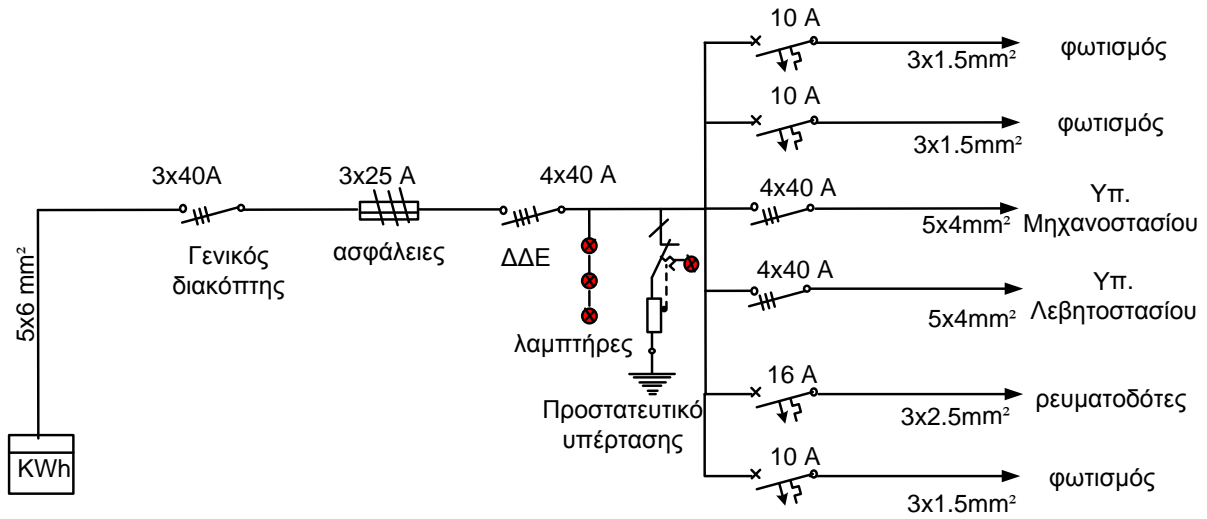 10 A
3x1.5mm²
φωτισμός
10 A
3x1.5mm²
φωτισμός
3x40A
3x25 A
4x40 A
4x40 A
5x4mm²
Υπ.
Μηχανοστασίου
Γενικός
διακόπτης
ασφάλειες
ΔΔΕ
5x6 mm²
4x40 A
5x4mm²
Υπ.
Λεβητοστασίου
λαμπτήρες
Προστατευτικό
υπέρτασης
16 A
3x2.5mm²
ρευματοδότες
KWh
10 A
3x1.5mm²
φωτισμός